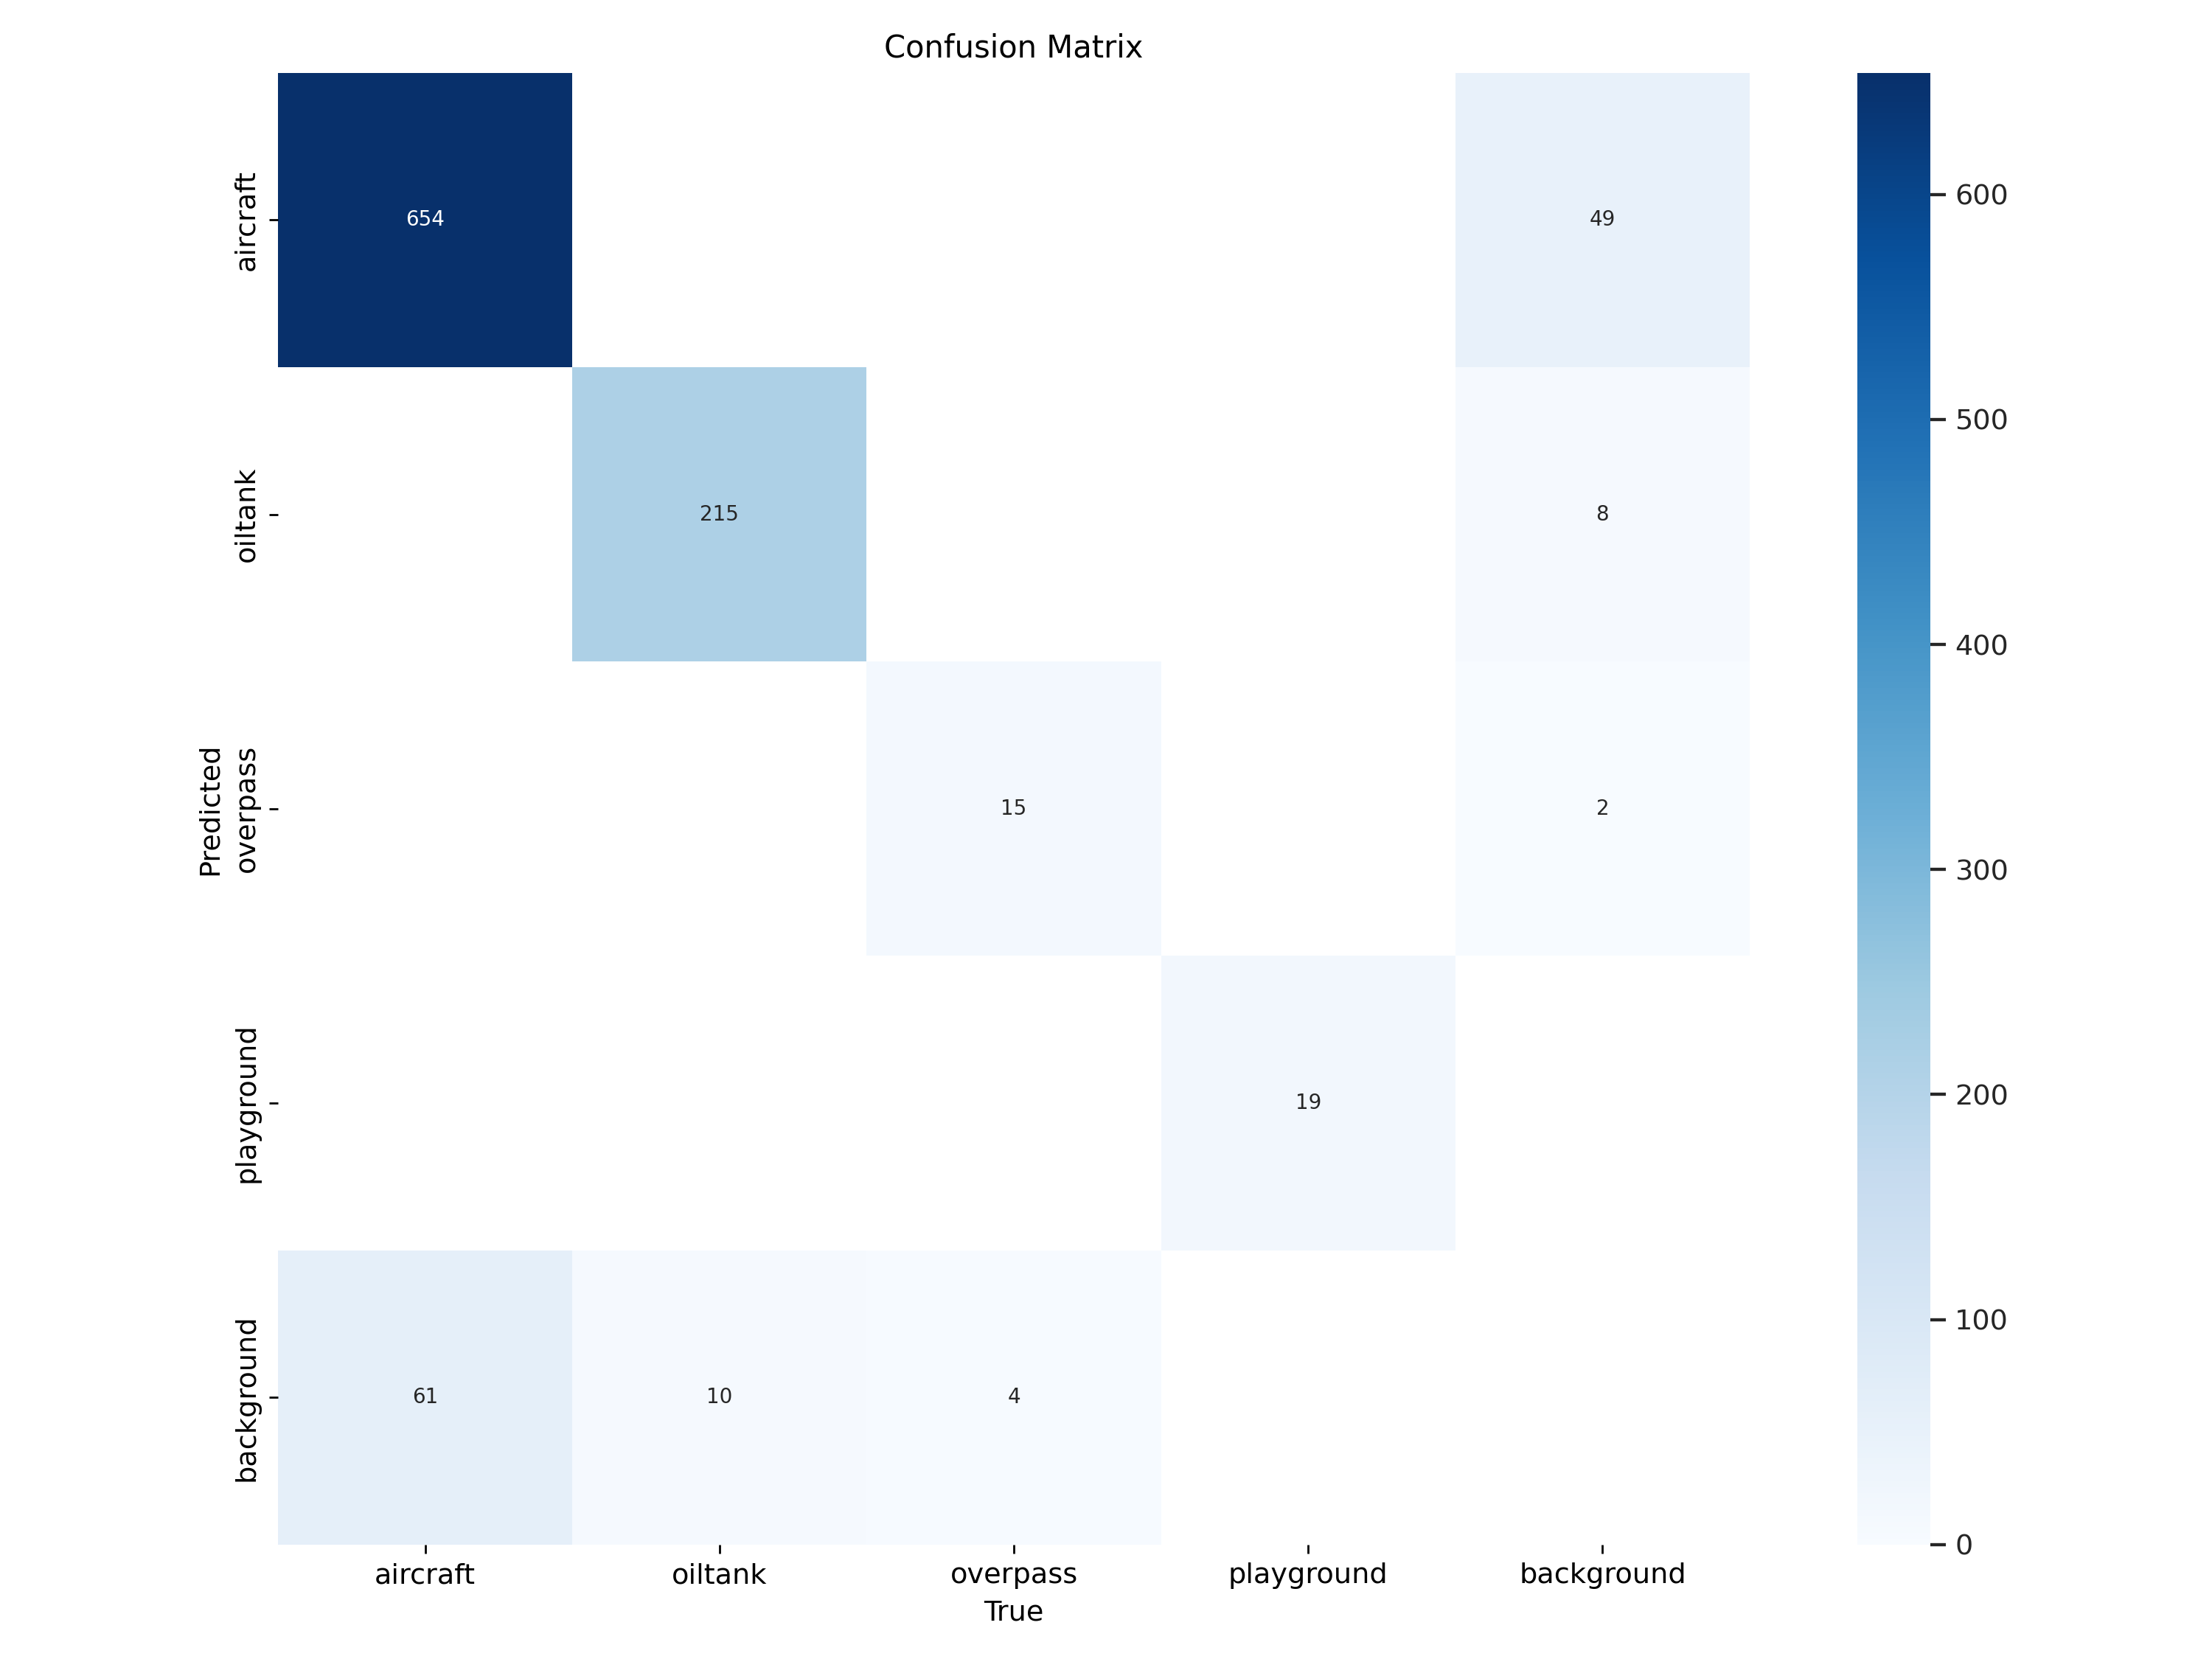 Confusion Matrix
aircraft
654
49
600
oiltank
215
8
500
400
Predicted
overpass
15
2
300
playground
19
200
background
61
10
4
100
0
aircraft
oiltank
overpass
playground
background
True